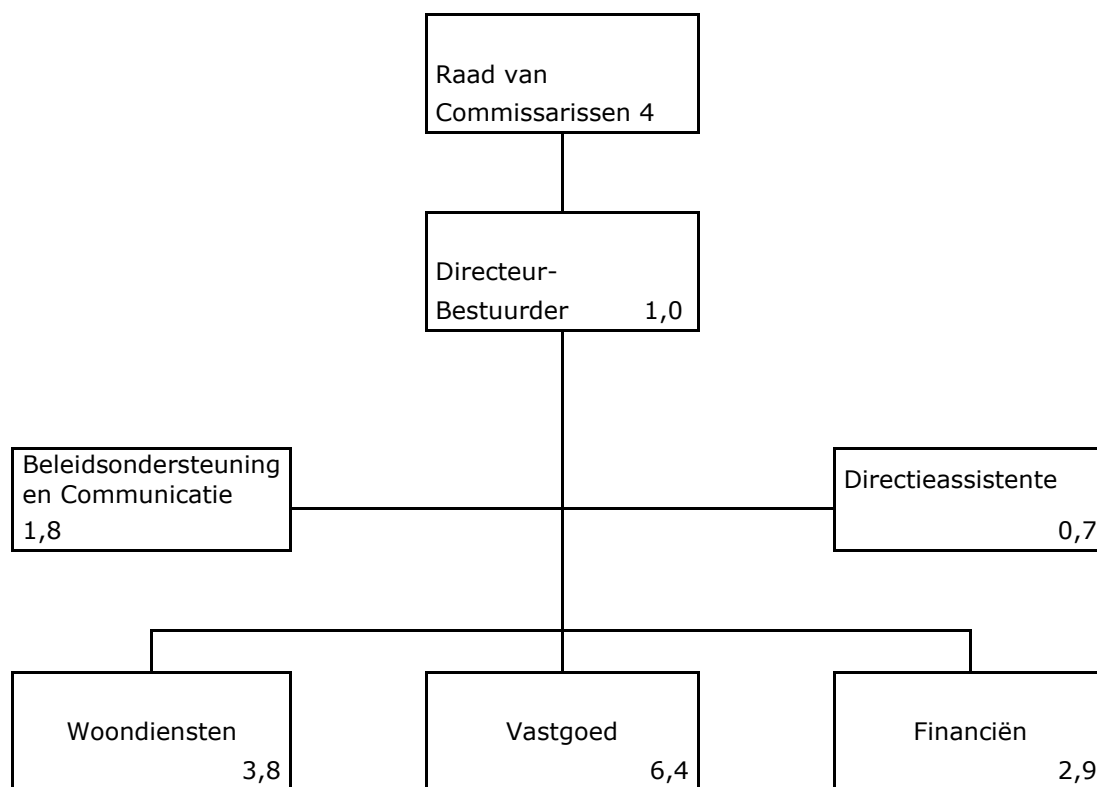 Raad van
Commissarissen 4
Directeur-
Bestuurder 1,0
Beleidsondersteuning
en Communicatie
1,8
Directieassistente
0,7
Woondiensten
3,8
Vastgoed
6,4
Financiën
2,9